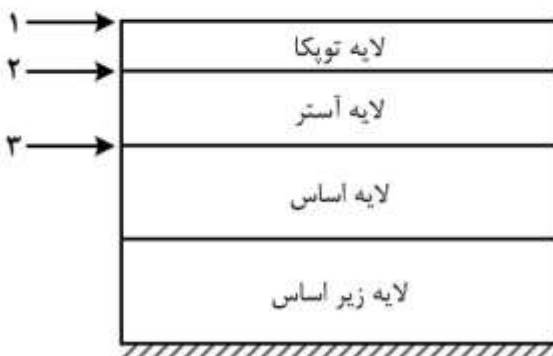 ۱
لایه توپکا
۲
لایه آستر
۳
لایه اساس
لایه زیر اساس